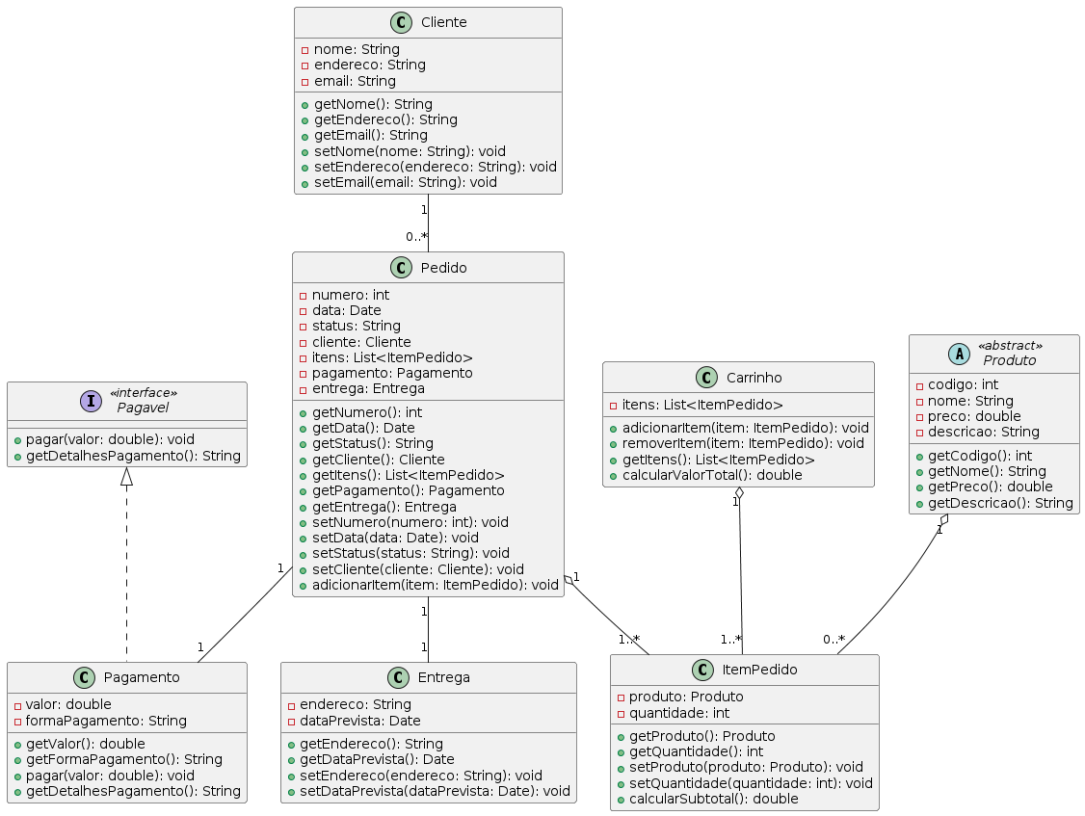 C Cliente
nome: String
endereco: String
email: String
getNome(): String
getEndereco(): String
getEmail(): String
setNome(nome: String): void
setEndereco(endereco: String): void
setEmail(email: String): void
1
0..*
C Pedido
numero: int
data: Date
status: String
cliente: Cliente
itens: List<ItemPedido>
pagamento: Pagamento
entrega: Entrega
getNumero(): int
getData(): Date
getStatus(): String
getCliente(): Cliente
getItens(): List<ItemPedido>
getPagamento(): Pagamento
getEntrega(): Entrega
setNumero(numero: int): void
setData(data: Date): void
setStatus(status: String): void
setCliente(cliente: Cliente): void
adicionarItem(item: ItemPedido): void
I «interface»
Pagavel
pagar(valor: double): void
getDetalhesPagamento(): String
C Carrinho
itens: List<ItemPedido>
adicionarItem(item: ItemPedido): void
removerItem(item: ItemPedido): void
getItens(): List<ItemPedido>
calcularValorTotal(): double
A «abstract»
Produto
codigo: int
nome: String
preco: double
descricao: String
getCodigo(): int
getNome(): String
getPreco(): double
getDescricao(): String
1
1
1
1
1
1
1
1..*
1..*
0..*
C Pagamento
valor: double
formaPagamento: String
getValor(): double
getFormaPagamento(): String
pagar(valor: double): void
getDetalhesPagamento(): String
C Entrega
endereco: String
dataPrevista: Date
getEndereco(): String
getDataPrevista(): Date
setEndereco(endereco: String): void
setDataPrevista(dataPrevista: Date): void
C ItemPedido
produto: Produto
quantidade: int
getProduto(): Produto
getQuantidade(): int
setProduto(produto: Produto): void
setQuantidade(quantidade: int): void
calcularSubtotal(): double